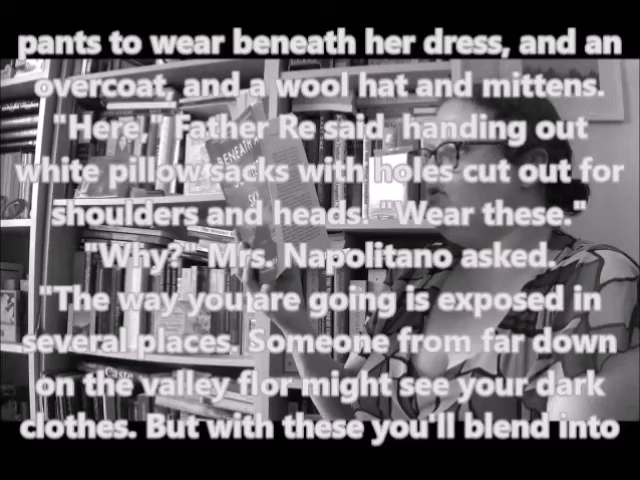 pants to wear beneath her dress, and an
overcoat, and a wool hat and mittens.
"Here," Father Re said, handing out
white pillow sacks with holes cut out for
shoulders and heads. "Wear these."
"Why?" Mrs. Napolitano asked.
"The way you are going is exposed in
several places. Someone from far down
on the valley flor might see your dark
clothes. But with these you'll blend into
BENEATH A
SKY